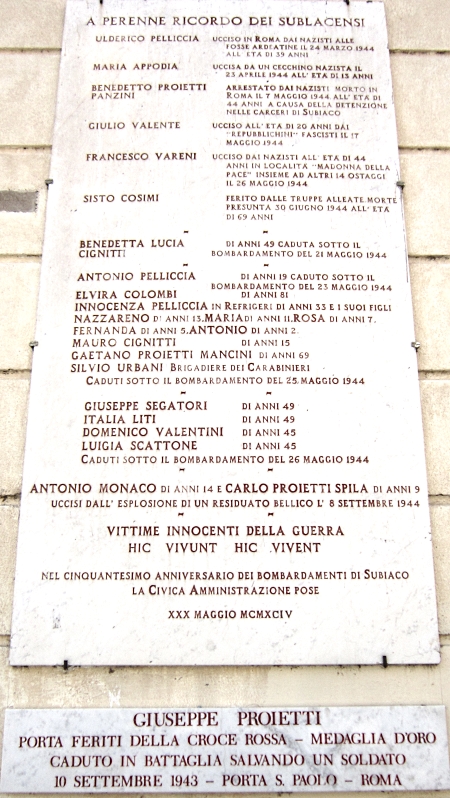 A PERENNE RICORDO DEI SUBLACENSI
ULDERICO PELLICCIA UCCISO IN ROMA DAI NAZISTI ALLE
FOSSE ARDEATINE IL 24 MARZO 1944
ALL' ETÀ DI 39 ANNI
MARIA APPODIA UCCISA DA UN CECCHINO NAZISTA IL
23 APRILE 1944 ALL' ETÀ DI 13 ANNI
BENEDETTO PROIETTI ARRESTATO DAI NAZISTI MORTO IN
PANZINI ROMA IL 7 MAGGIO 1944 ALL' ETÀ DI
44 ANNI A CAUSA DELLA DETENZIONE
NELLE CARCERI DI SUBIACO
GIULIO VALENTE UCCISO ALL' ETÀ DI 20 ANNI DAI
"REPUBBLICHINI" FASCISTI IL 17
MAGGIO 1944
FRANCESCO VARENI UCCISO DAI NAZISTI ALL' ETÀ DI 44
ANNI IN LOCALITÀ "MADONNA DELLA
PACE" INSIEME AD ALTRI 14 OSTAGGI
IL 26 MAGGIO 1944
SISTO COSIMI FERITO DALLE TRUPPE ALLEATE. MORTE
PRESUNTA 30 GIUGNO 1944 ALL' ETÀ
DI 69 ANNI
BENEDETTA LUCIA DI ANNI 49 CADUTA SOTTO IL
CIGNITTI BOMBARDAMENTO DEL 21 MAGGIO 1944
ANTONIO PELLICCIA DI ANNI 19 CADUTO SOTTO IL
BOMBARDAMENTO DEL 23 MAGGIO 1944
ELVIRA COLOMBI DI ANNI 81
INNOCENZA PELLICCIA IN REFRIGERI DI ANNI 33 E I SUOI FIGLI
NAZZARENO DI ANNI 13, MARIA DI ANNI 11, ROSA DI ANNI 7.
FERNANDA DI ANNI 5, ANTONIO DI ANNI 2.
MAURO CIGNITTI DI ANNI 15
GAETANO PROIETTI MANCINI DI ANNI 69
SILVIO URBANI BRIGADIERE DEI CARABINIERI
CADUTI SOTTO IL BOMBARDAMENTO DEL 25 MAGGIO 1944
GIUSEPPE SEGATORI DI ANNI 49
ITALIA LITI DI ANNI 49
DOMENICO VALENTINI DI ANNI 45
LUIGIA SCATTONE DI ANNI 45
CADUTI SOTTO IL BOMBARDAMENTO DEL 26 MAGGIO 1944
ANTONIO MONACO DI ANNI 14 E CARLO PROIETTI SPILA DI ANNI 9
UCCISI DALL' ESPLOSIONE DI UN RESIDUATO BELLICO L' 8 SETTEMBRE 1944
VITTIME INNOCENTI DELLA GUERRA
HIC VIVUNT HIC VIVENT
NEL CINQUANTESIMO ANNIVERSARIO DEI BOMBARDAMENTI DI SUBIACO
LA CIVICA AMMINISTRAZIONE POSE
XXX MAGGIO MCMXCIV
GIUSEPPE PROIETTI
PORTA FERITI DELLA CROCE ROSSA – MEDAGLIA D'ORO
CADUTO IN BATTAGLIA SALVANDO UN SOLDATO
10 SETTEMBRE 1943 – PORTA S. PAOLO – ROMA